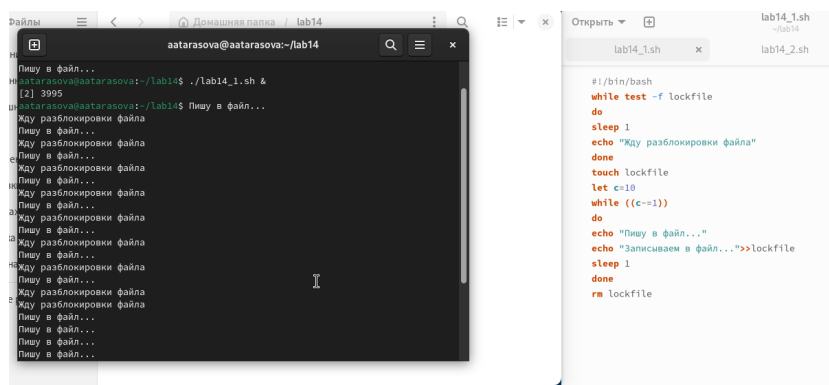 Файлы
Домашняя папка / lab14
Открыть
lab14_1.sh
~/lab14
aatarasova@aatarasova:~/lab14
lab14_1.sh
lab14_2.sh
Пишу в файл...
aatarasova@aatarasova:~/lab14$ ./lab14_1.sh &
[2] 3995
aatarasova@aatarasova:~/lab14$ Пишу в файл...
Жду разблокировки файла
Пишу в файл...
Жду разблокировки файла
Пишу в файл...
Жду разблокировки файла
Пишу в файл...
Жду разблокировки файла
Пишу в файл...
Жду разблокировки файла
Пишу в файл...
Жду разблокировки файла
Пишу в файл...
Жду разблокировки файла
Пишу в файл...
Жду разблокировки файла
Жду разблокировки файла
Пишу в файл...
Пишу в файл...
Пишу в файл...
Пишу в файл...
#!/bin/bash
while test -f lockfile
do
sleep 1
echo "Жду разблокировки файла"
done
touch lockfile
let c=10
while ((c-=1))
do
echo "Пишу в файл..."
echo "Записываем в файл...">>lockfile
sleep 1
done
rm lockfile